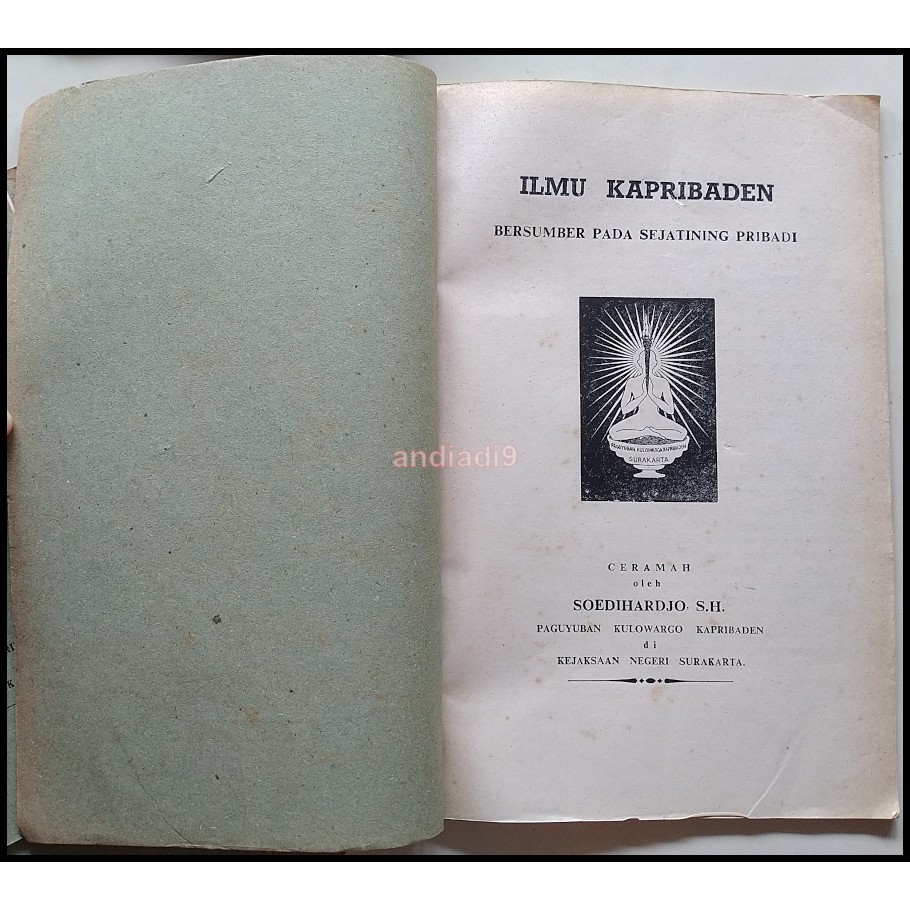 ILMU KAPRIBADEN
BERSUMBER PADA SEJATINING PRIBADI
PAGUYUBAN KULOWARGA KAPRIBADEN
SURAKARTA
andiadi9
CERAMAH
oleh
SOEDIHARDJO, S.H.
PAGUYUBAN KULOWARGO KAPRIBADEN
di
KEJAKSAAN NEGERI SURAKARTA.